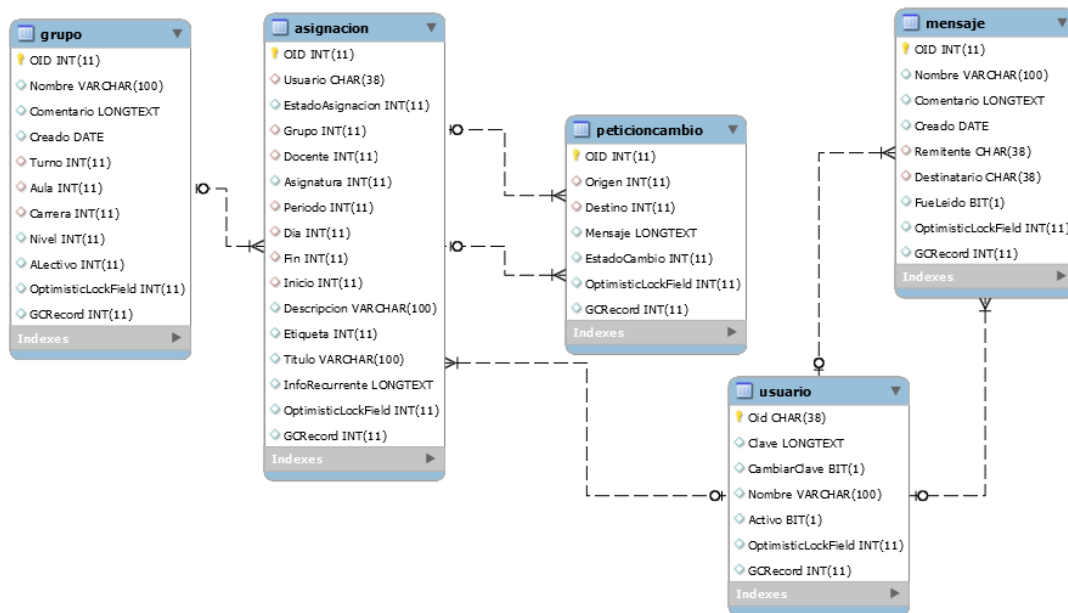 grupo
OID INT(11)
Nombre VARCHAR(100)
Comentario LONGTEXT
Creado DATE
Turno INT(11)
Aula INT(11)
Carrera INT(11)
Nivel INT(11)
ALectivo INT(11)
OptimisticLockField INT(11)
GCRecord INT(11)
Indexes
asignacion
OID INT(11)
Usuario CHAR(38)
EstadoAsignacion INT(11)
Grupo INT(11)
Docente INT(11)
Asignatura INT(11)
Periodo INT(11)
Dia INT(11)
Fin INT(11)
Inicio INT(11)
Descripcion VARCHAR(100)
Etiqueta INT(11)
Titulo VARCHAR(100)
InfoRecurrente LONGTEXT
OptimisticLockField INT(11)
GCRecord INT(11)
Indexes
peticioncambio
OID INT(11)
Origen INT(11)
Destino INT(11)
Mensaje LONGTEXT
EstadoCambio INT(11)
OptimisticLockField INT(11)
GCRecord INT(11)
Indexes
mensaje
OID INT(11)
Nombre VARCHAR(100)
Comentario LONGTEXT
Creado DATE
Remitente CHAR(38)
Destinatario CHAR(38)
FueLeido BIT(1)
OptimisticLockField INT(11)
GCRecord INT(11)
Indexes
usuario
Oid CHAR(38)
Clave LONGTEXT
CambiarClave BIT(1)
Nombre VARCHAR(100)
Activo BIT(1)
OptimisticLockField INT(11)
GCRecord INT(11)
Indexes